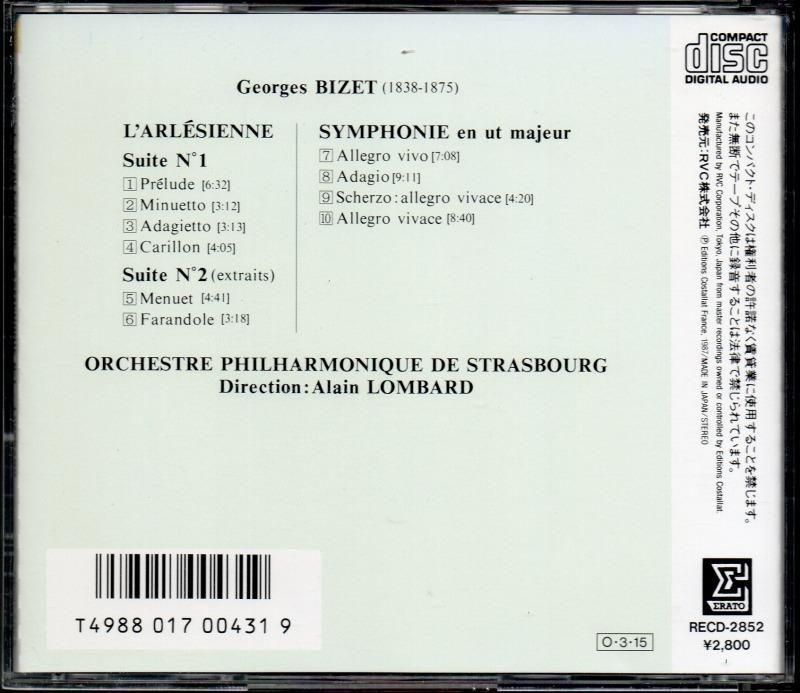 Georges BIZET (1838-1875)
L'ARLÉSIENNE
Suite N°1
1 Prélude [6:32]
2 Minuetto [3:12]
3 Adagietto [3:13]
4 Carillon [4:05]
Suite N°2 (extraits)
5 Menuet [4:41]
6 Farandole [3:18]
SYMPHONIE en ut majeur
7 Allegro vivo [7:08]
8 Adagio [9:11]
9 Scherzo: allegro vivace [4:20]
10 Allegro vivace [8:40]
ORCHESTRE PHILHARMONIQUE DE STRASBOURG
Direction: Alain LOMBARD
T4988 017 00431 9
0・3・15
COMPACT
disc
DIGITAL AUDIO
このコンパクト・ディスクは権利者の許諾なく賃貸業に使用することを禁じます。
また無断でテープその他に録音することは法律で禁じられています。
Manufactured by RVC Corporation, Tokyo, Japan from master recordings owned or controlled by Editions Costallat.
発売元:RVC株式会社 Ⓟ Editions Costallat France, 1987/MADE IN JAPAN/STEREO
ERATO
RECD-2852
¥2,800